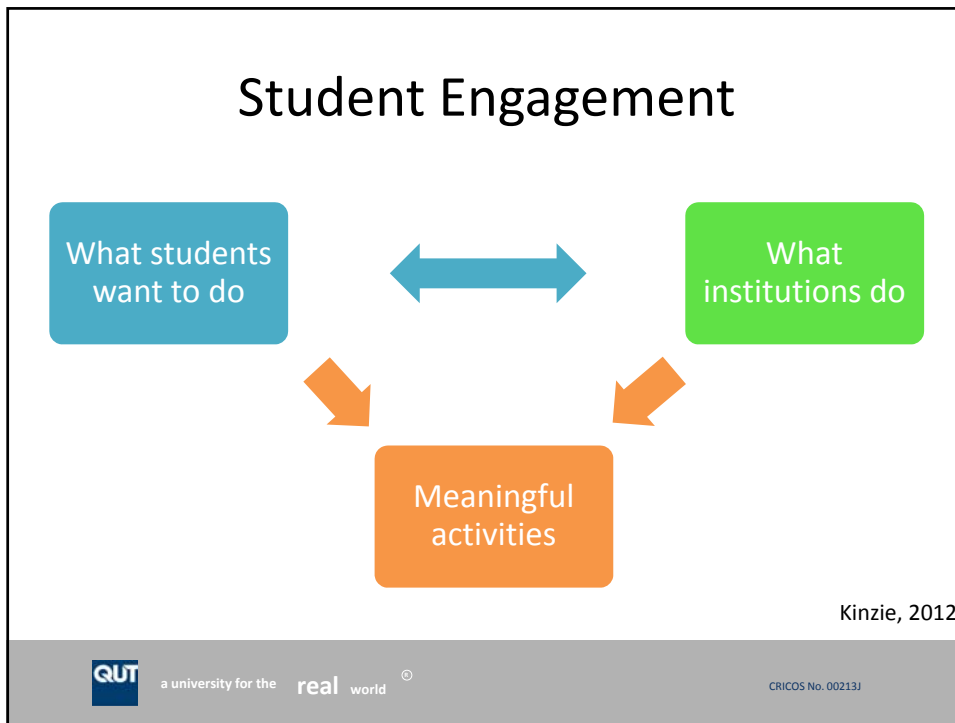 Student Engagement
What students
want to do
What
institutions do
Meaningful
activities
Kinzie, 2012
QUT
a university for the real world ®
CRICOS No. 00213J